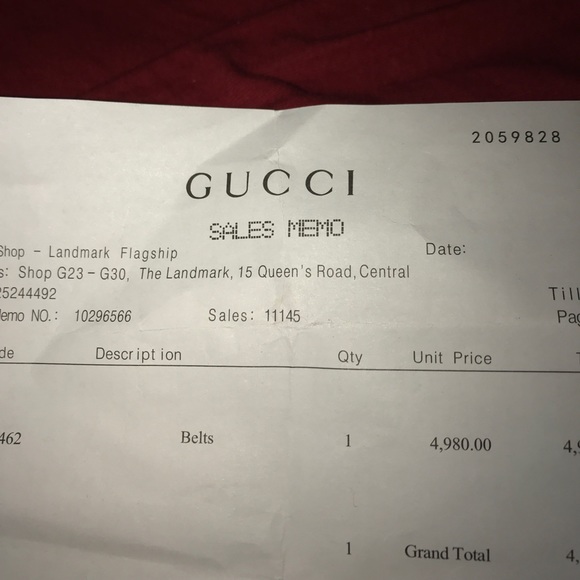 2059828
GUCCI
SALES MEMO
Shop - Landmark Flagship Date:
s: Shop G23-G30, The Landmark, 15 Queen's Road, Central
25244492 Till
Memo NO.: 10296566 Sales: 11145 Pag
de Description Qty Unit Price T
462 Belts 1 4,980.00 4,9
1 Grand Total 4,